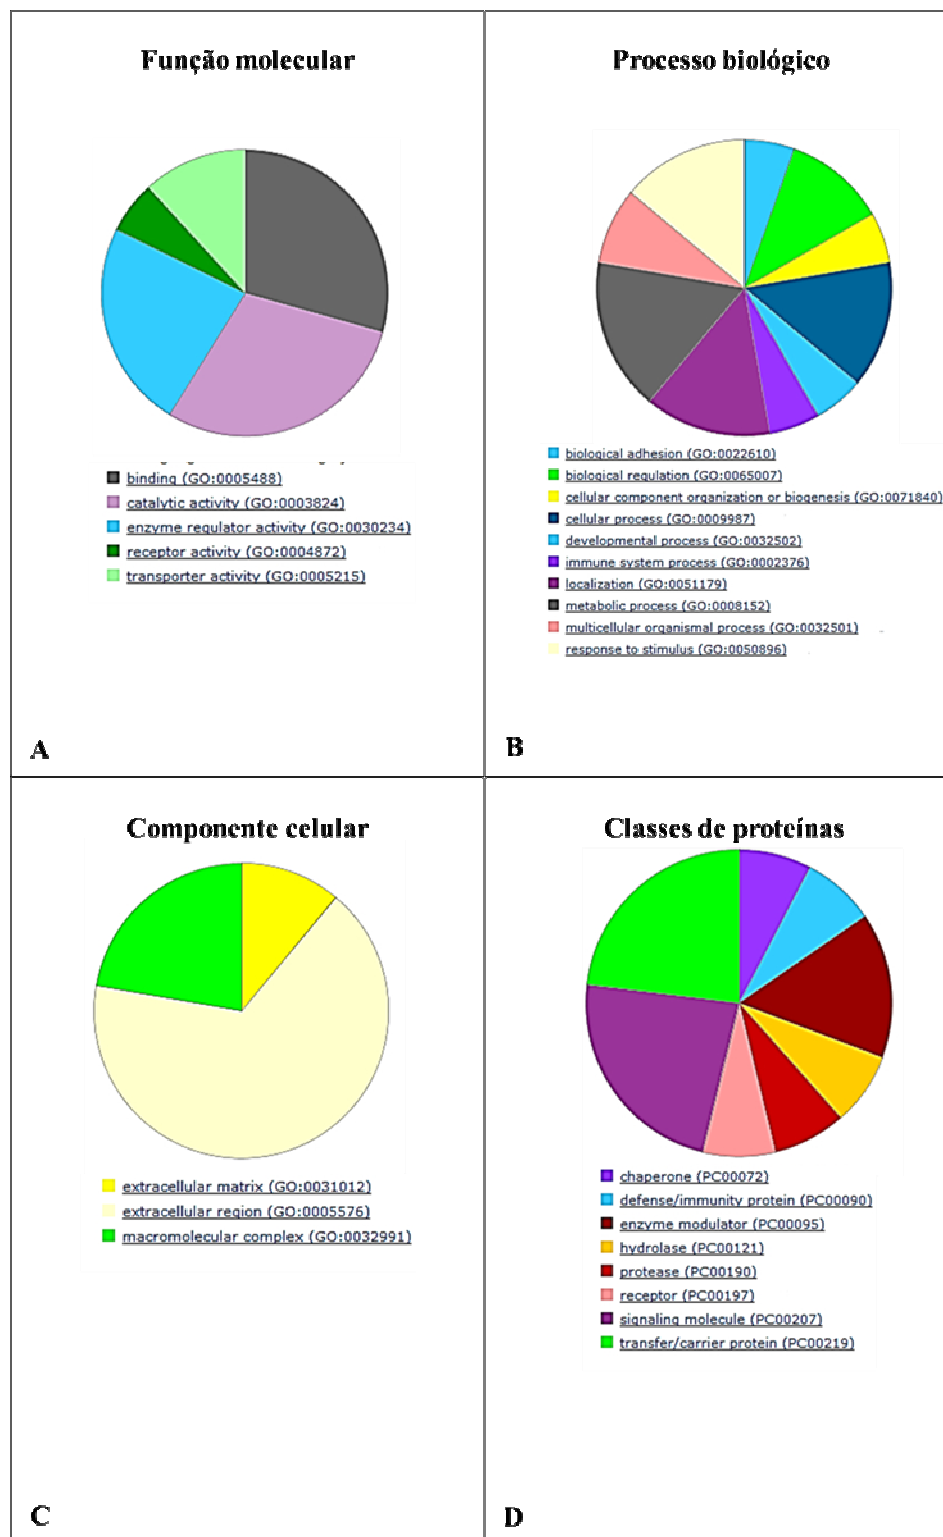 Função molecular
binding (GO:0005488)
catalytic activity (GO:0003824)
enzyme regulator activity (GO:0030234)
receptor activity (GO:0004872)
transporter activity (GO:0005215)
A
Processo biológico
biological adhesion (GO:0022610)
biological regulation (GO:0065007)
cellular component organization or biogenesis (GO:0071840)
cellular process (GO:0009987)
developmental process (GO:0032502)
immune system process (GO:0002376)
localization (GO:0051179)
metabolic process (GO:0008152)
multicellular organismal process (GO:0032501)
response to stimulus (GO:0050896)
B
Componente celular
extracellular matrix (GO:0031012)
extracellular region (GO:0005576)
macromolecular complex (GO:0032991)
C
Classes de proteínas
chaperone (PC00072)
defense/immunity protein (PC00090)
enzyme modulator (PC00095)
hydrolase (PC00121)
protease (PC00190)
receptor (PC00197)
signaling molecule (PC00207)
transfer/carrier protein (PC00219)
D